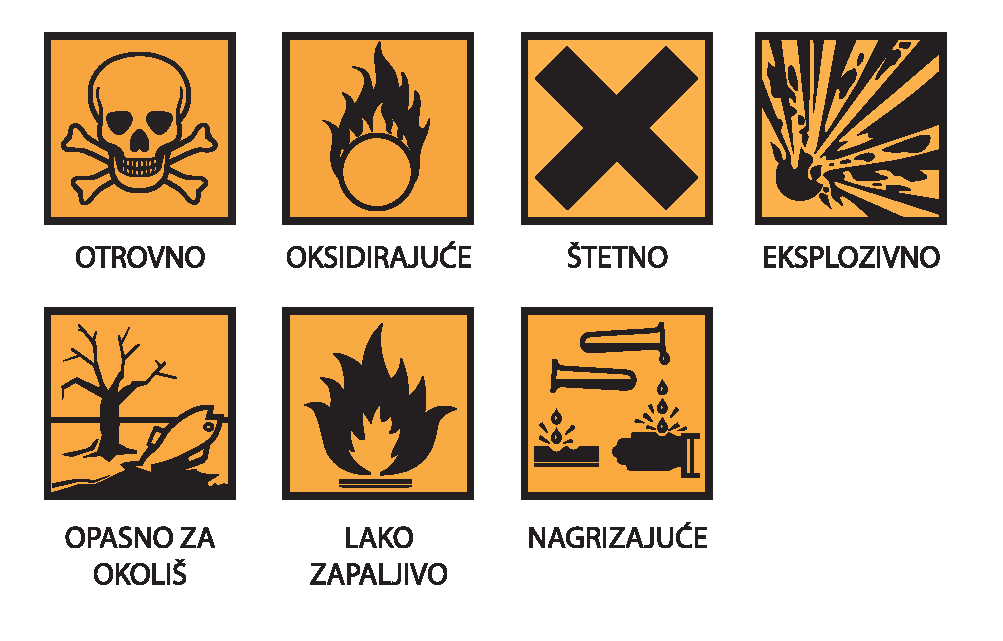 OTROVNO
OKSIDIRAJUĆE
ŠTETNO
EKSPLOZIVNO
OPASNO ZA
OKOLIŠ
LAKO
ZAPALJIVO
NAGRIZAJUĆE